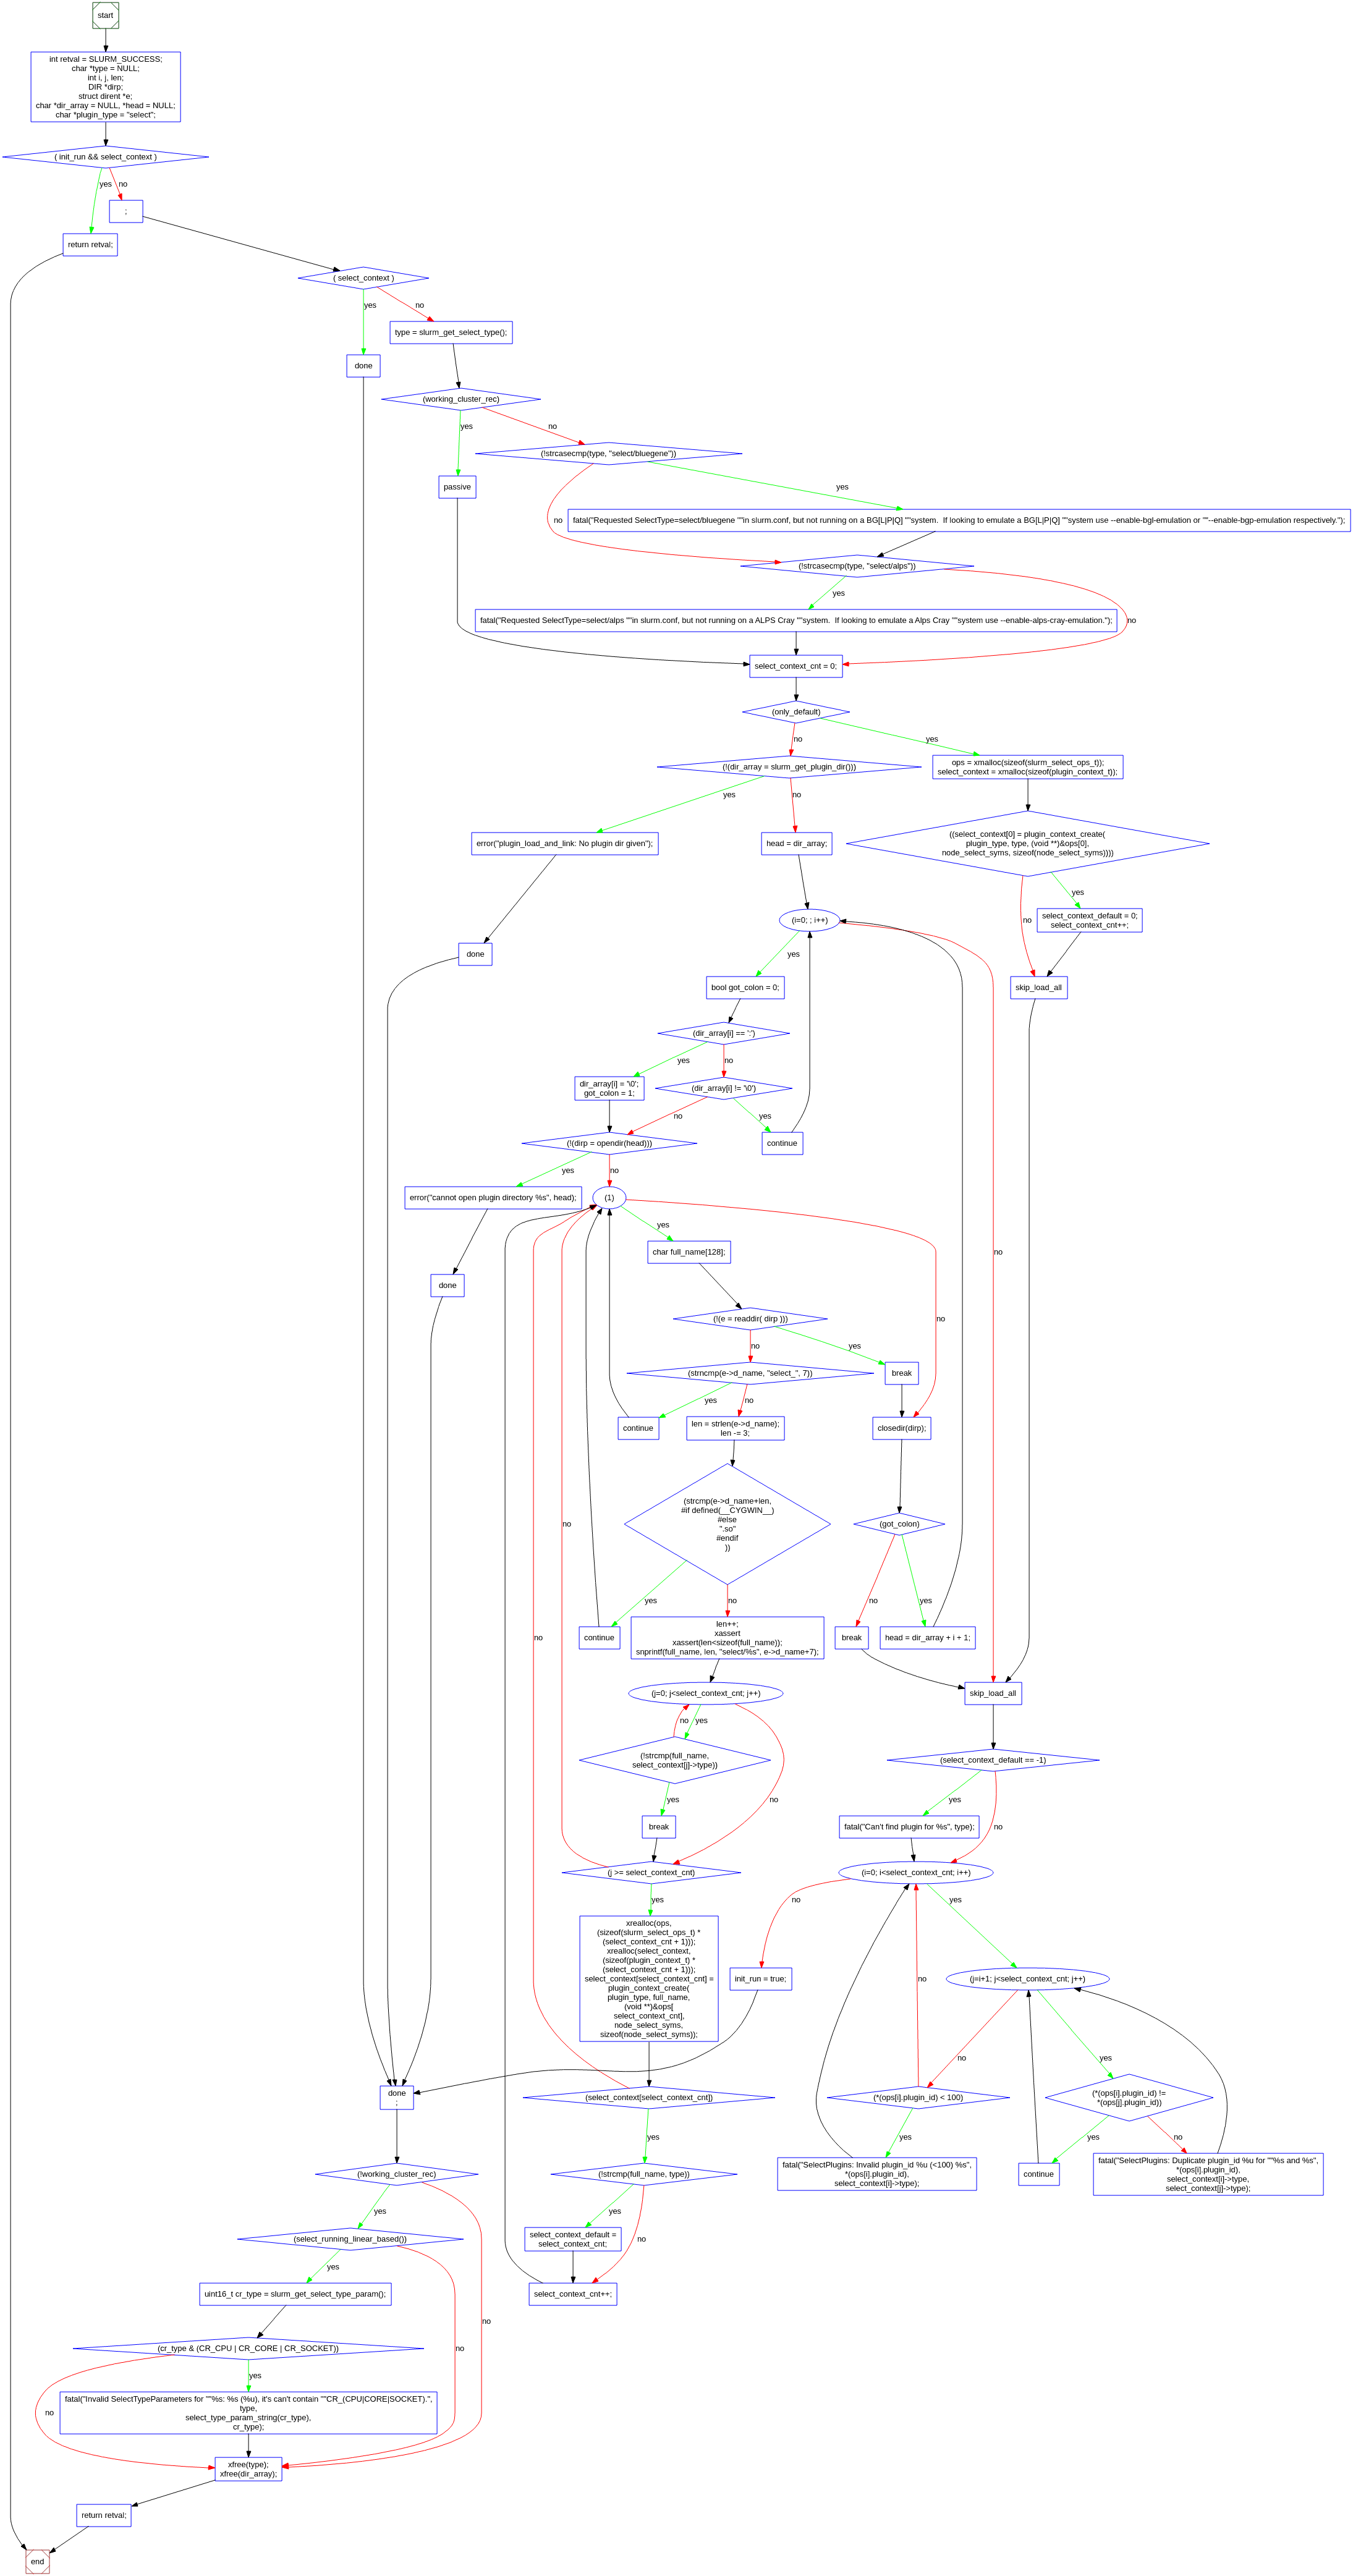 start
int retval = SLURM_SUCCESS;
char *type = NULL;
int i, j, len;
DIR *dirp;
struct dirent *e;
char *dir_array = NULL, *head = NULL;
char *plugin_type = "select";
( init_run && select_context )
yes
no
;
return retval;
( select_context )
yes
no
type = slurm_get_select_type();
done
(working_cluster_rec)
yes
no
(!strcasecmp(type, "select/bluegene"))
passive
yes
no
fatal("Requested SelectType=select/bluegene ""in slurm.conf, but not running on a BG[L|P|Q] ""system.  If looking to emulate a BG[L|P|Q] ""system use --enable-bgl-emulation or ""--enable-bgp-emulation respectively.");
(!strcasecmp(type, "select/alps"))
yes
no
fatal("Requested SelectType=select/alps ""in slurm.conf, but not running on a ALPS Cray ""system.  If looking to emulate a Alps Cray ""system use --enable-alps-cray-emulation.");
select_context_cnt = 0;
(only_default)
no
yes
(!(dir_array = slurm_get_plugin_dir()))
ops = xmalloc(sizeof(slurm_select_ops_t));
select_context = xmalloc(sizeof(plugin_context_t));
yes
no
error("plugin_load_and_link: No plugin dir given");
head = dir_array;
((select_context[0] = plugin_context_create(
plugin_type, type, (void **)&ops[0],
node_select_syms, sizeof(node_select_syms))))
yes
no
select_context_default = 0;
select_context_cnt++;
(i=0; ; i++)
done
yes
no
bool got_colon = 0;
skip_load_all
(dir_array[i] == ':')
yes
no
dir_array[i] = '\0';
got_colon = 1;
(dir_array[i] != '\0')
no
yes
(!(dirp = opendir(head)))
continue
yes
no
error("cannot open plugin directory %s", head);
(1)
yes
no
char full_name[128];
done
(!(e = readdir( dirp )))
no
yes
(strncmp(e->d_name, "select_", 7))
break
yes
no
continue
len = strlen(e->d_name);
len -= 3;
closedir(dirp);
(strcmp(e->d_name+len,
#if defined(__CYGWIN__)
#else
".so"
#endif
))
(got_colon)
no
yes
no
no
yes
continue
len++;
xassert
xassert(len<sizeof(full_name));
snprintf(full_name, len, "select/%s", e->d_name+7);
break
head = dir_array + i + 1;
no
(j=0; j<select_context_cnt; j++)
skip_load_all
no
yes
(!strcmp(full_name,
select_context[j]->type))
(select_context_default == -1)
yes
no
yes
no
break
fatal("Can't find plugin for %s", type);
(j >= select_context_cnt)
(i=0; i<select_context_cnt; i++)
yes
no
yes
xrealloc(ops,
(sizeof(slurm_select_ops_t) *
(select_context_cnt + 1)));
xrealloc(select_context,
(sizeof(plugin_context_t) *
(select_context_cnt + 1)));
select_context[select_context_cnt] =
plugin_context_create(
plugin_type, full_name,
(void **)&ops[
select_context_cnt],
node_select_syms,
sizeof(node_select_syms));
init_run = true;
no
(j=i+1; j<select_context_cnt; j++)
no
yes
done
;
(select_context[select_context_cnt])
(*(ops[i].plugin_id) < 100)
(*(ops[i].plugin_id) !=
*(ops[j].plugin_id))
yes
yes
yes
no
(!working_cluster_rec)
(!strcmp(full_name, type))
fatal("SelectPlugins: Invalid plugin_id %u (<100) %s",
*(ops[i].plugin_id),
select_context[i]->type);
continue
fatal("SelectPlugins: Duplicate plugin_id %u for ""%s and %s",
*(ops[i].plugin_id),
select_context[i]->type,
select_context[j]->type);
yes
yes
no
(select_running_linear_based())
select_context_default =
select_context_cnt;
yes
uint16_t cr_type = slurm_get_select_type_param();
select_context_cnt++;
no
no
(cr_type & (CR_CPU | CR_CORE | CR_SOCKET))
yes
no
fatal("Invalid SelectTypeParameters for ""%s: %s (%u), it's can't contain ""CR_(CPU|CORE|SOCKET).",
type,
select_type_param_string(cr_type),
cr_type);
xfree(type);
xfree(dir_array);
return retval;
end